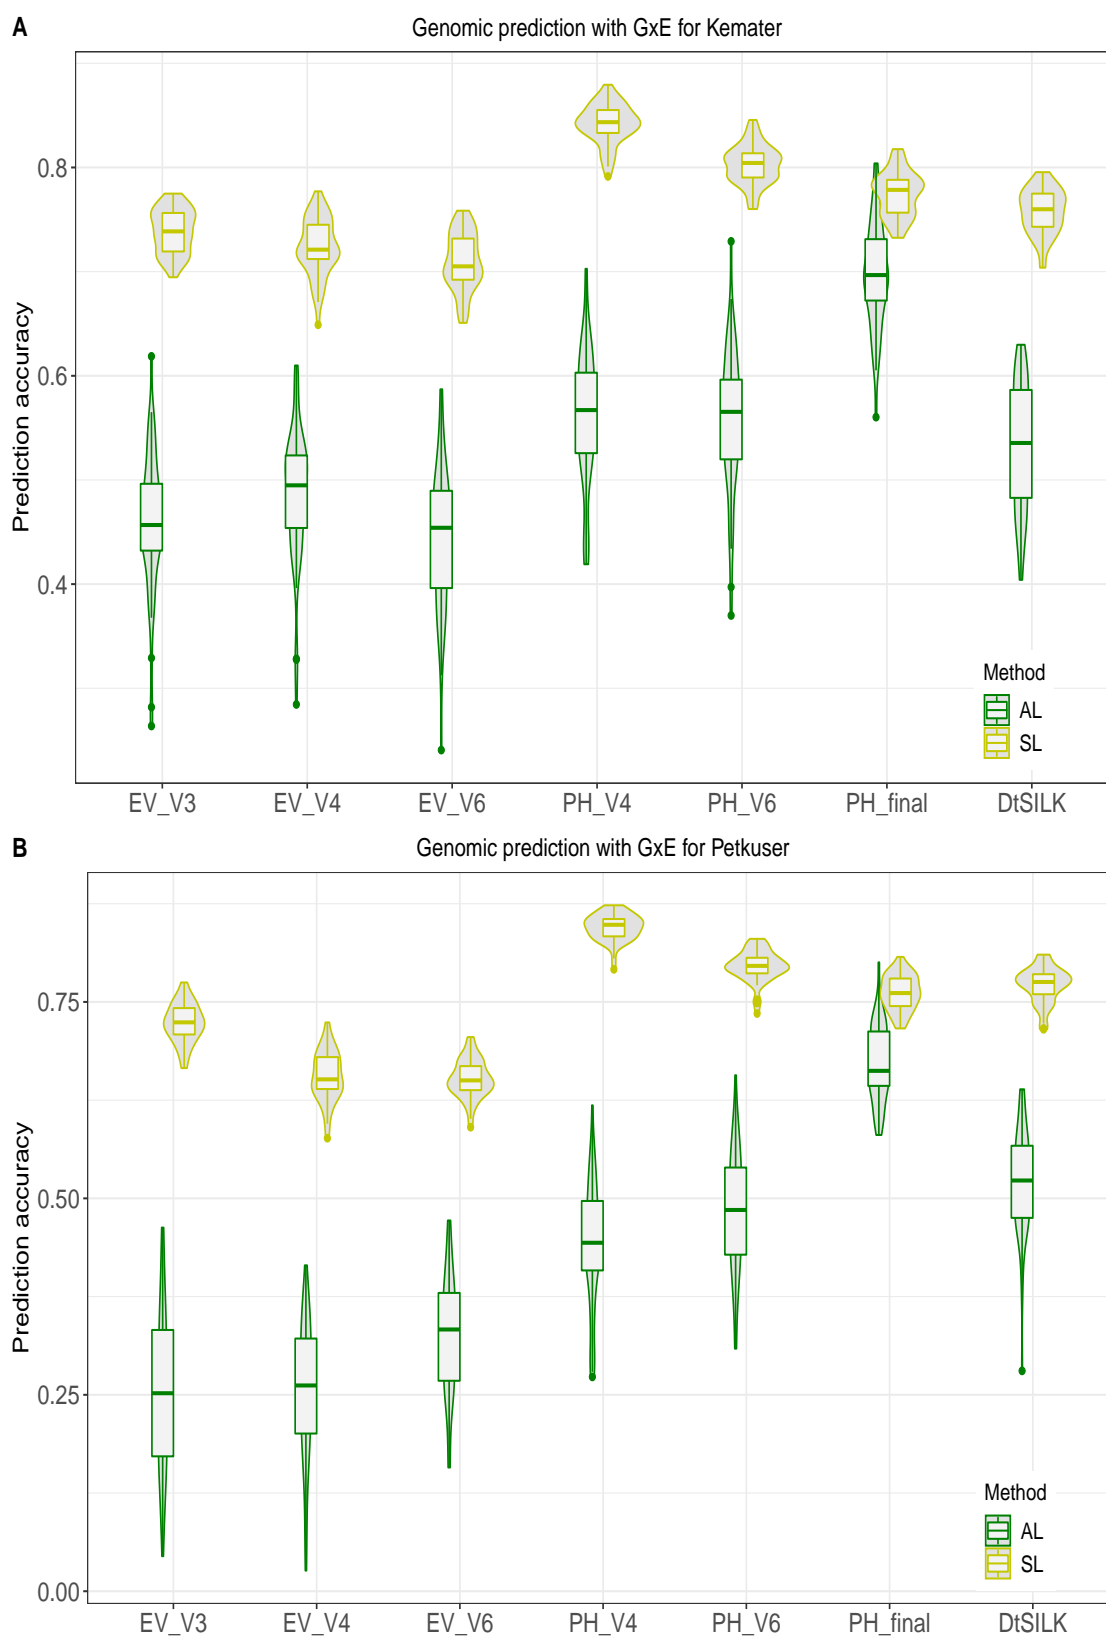 A
Genomic prediction with GxE for Kemater
Prediction accuracy
0.8
0.6
0.4
Method
AL
SL
EV_V3 EV_V4 EV_V6 PH_V4 PH_V6 PH_final DtSILK
B
Genomic prediction with GxE for Petkuser
Prediction accuracy
0.75
0.50
0.25
0.00
Method
AL
SL
EV_V3 EV_V4 EV_V6 PH_V4 PH_V6 PH_final DtSILK